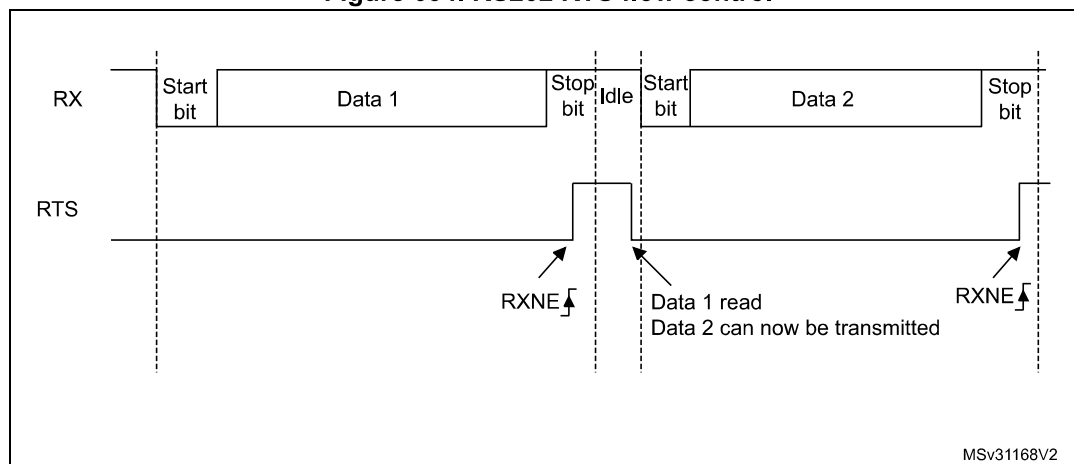 Figure RS232 RTS flow control
RX
Start
bit
Data 1
Stop
bit
Idle
Start
bit
Data 2
Stop
bit
RTS
RXNE
Data 1 read
Data 2 can now be transmitted
RXNE
MSv31168V2